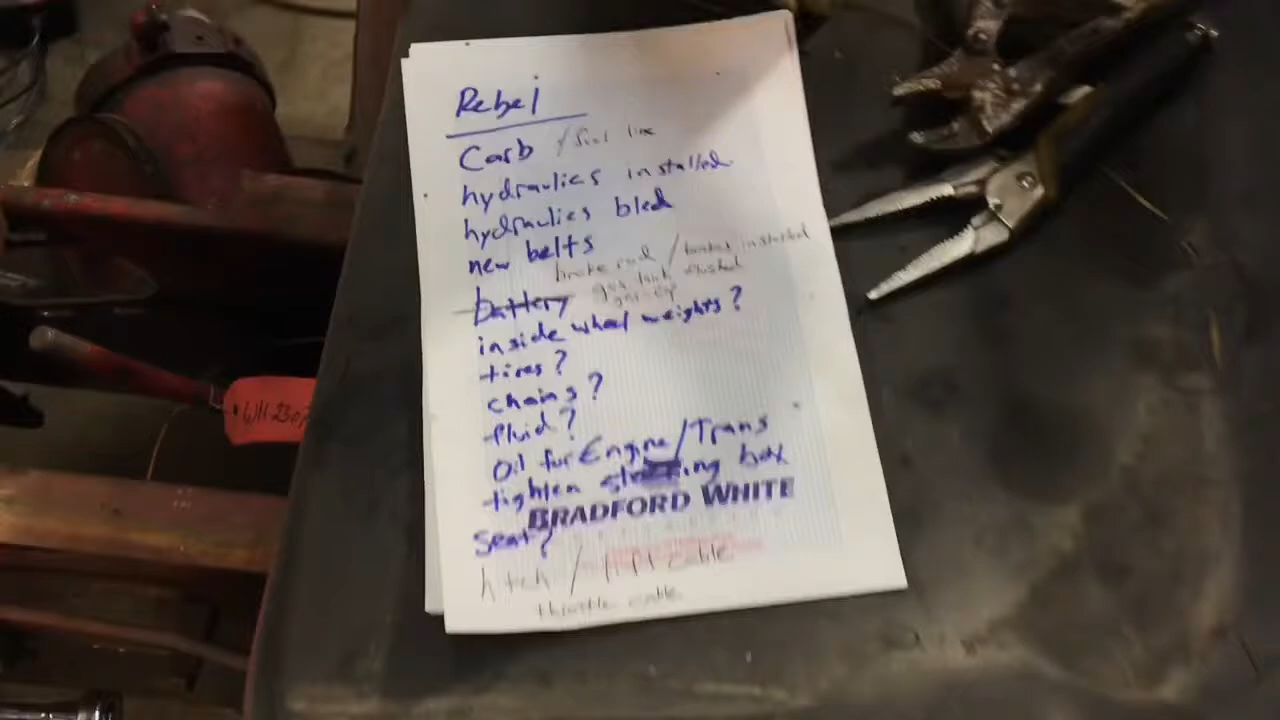 Rebel
Carb / fuel line
hydraulics installed
hydraulics bled
new belts
brake rod / brakes installed
battery gas tank flushed
gas cap
inside wheel weights?
tires?
chains?
fluid?
Oil for Engine/Trans
tighten steering box
BRADFORD WHITE
Seat?
hitch / cable
throttle cable